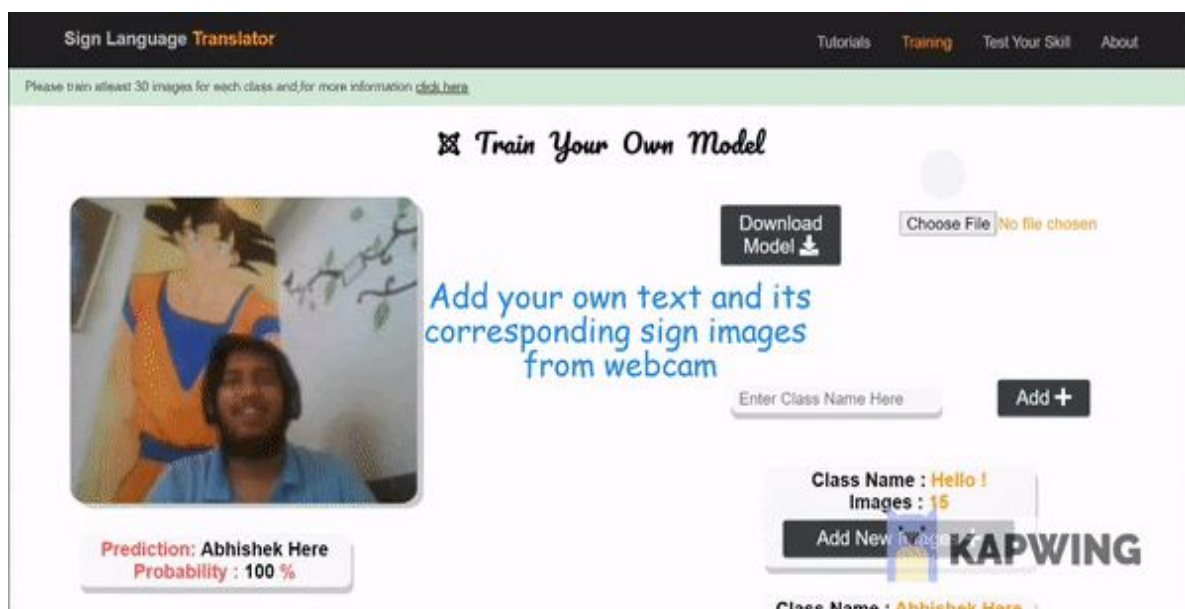 Sign Language Translator
Tutorials Training Test Your Skill About
Please train atleast 30 images for each class and for more information click here
Train Your Own Model
Download
Model
Choose File No file chosen
Add your own text and its
corresponding sign images
from webcam
Enter Class Name Here
Add +
Class Name : Hello !
Images : 15
Add New Images
KAPWING
Prediction: Abhishek Here
Probability : 100 %
Class Name : Abhishek Here